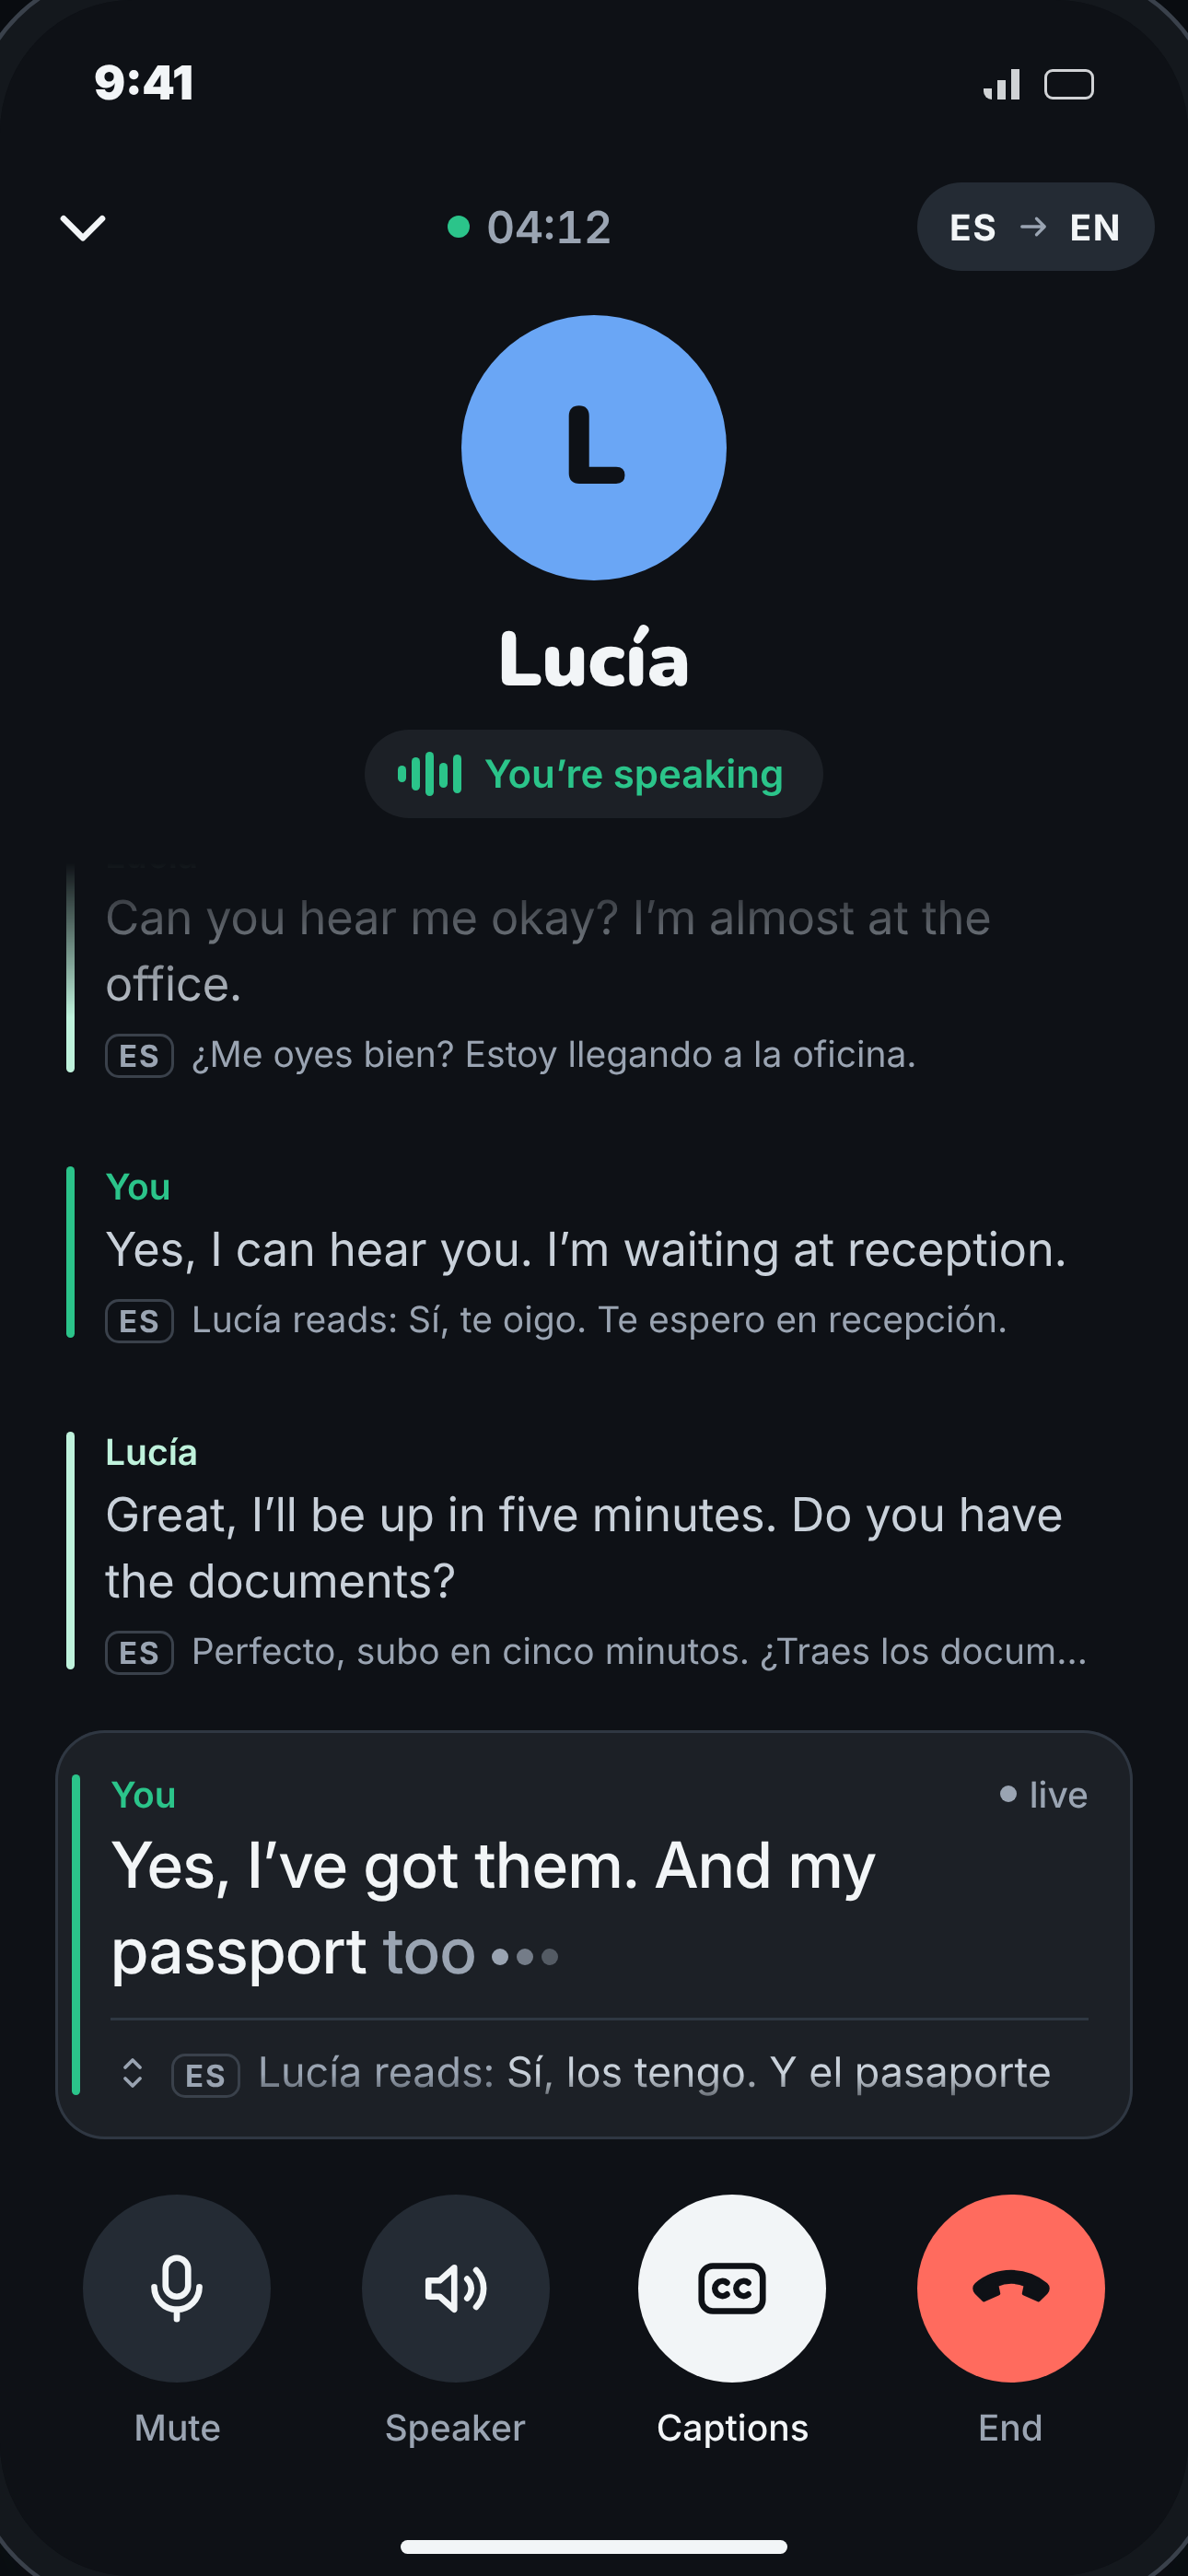 9:41
04:12
ES → EN
L
Lucía
You're speaking
Can you hear me okay? I'm almost at the
office.
ES ¿Me oyes bien? Estoy llegando a la oficina.
You
Yes, I can hear you. I'm waiting at reception.
ES Lucía reads: Sí, te oigo. Te espero en recepción.
Lucía
Great, I'll be up in five minutes. Do you have
the documents?
ES Perfecto, subo en cinco minutos. ¿Traes los docum...
You
live
Yes, I've got them. And my
passport too •••
ES Lucía reads: Sí, los tengo. Y el pasaporte
CC
Mute
Speaker
Captions
End